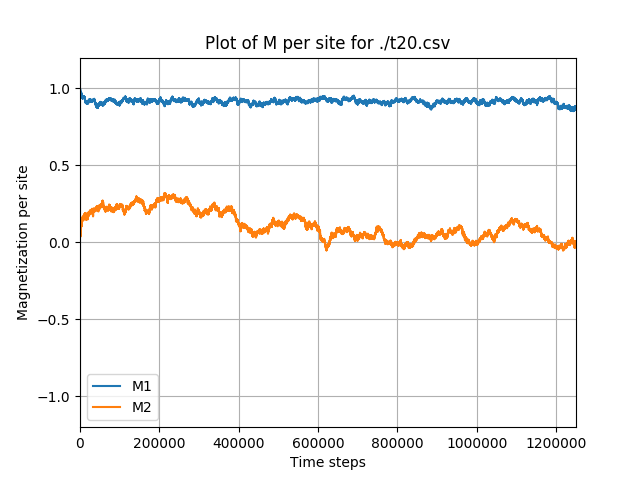 Plot of M per site for ./t20.csv
Magnetization per site
1.0
0.5
0.0
−0.5
−1.0
M1
M2
0 200000 400000 600000 800000 1000000 1200000
Time steps